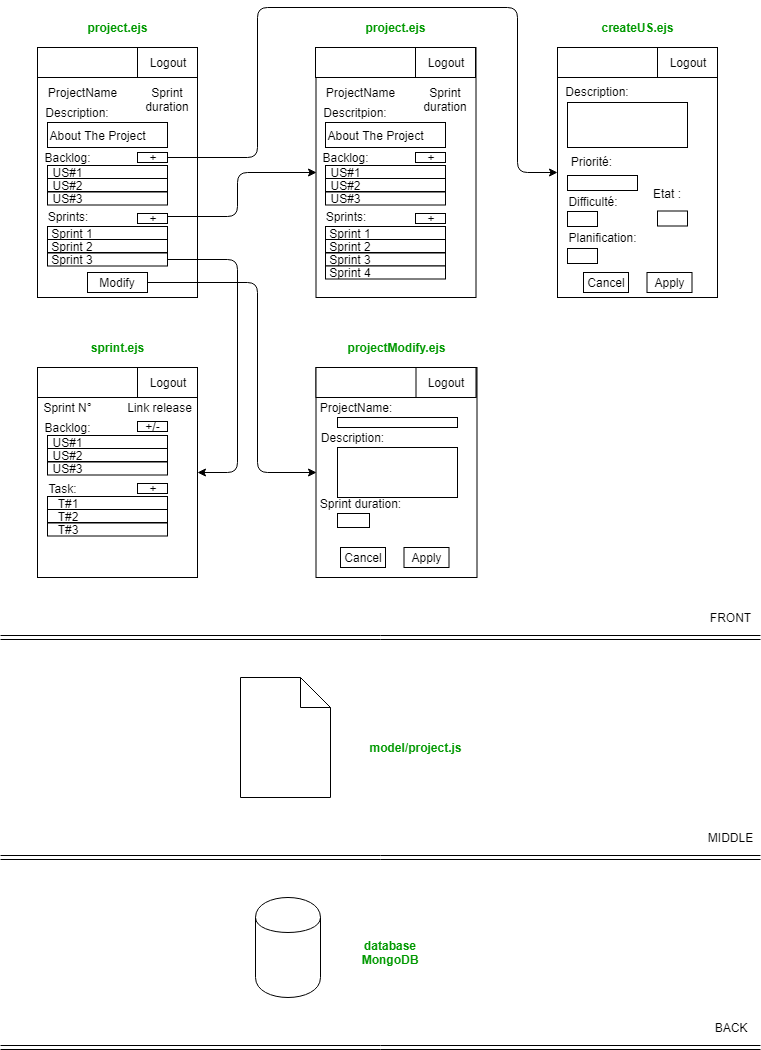 project.ejs
Logout
ProjectName
Sprint
duration
Description:
About The Project
Backlog:
+
US#1
US#2
US#3
Sprints:
+
Sprint 1
Sprint 2
Sprint 3
Modify
project.ejs
Logout
ProjectName
Sprint
duration
Descritpion:
About The Project
Backlog:
+
US#1
US#2
US#3
Sprints:
+
Sprint 1
Sprint 2
Sprint 3
Sprint 4
createUS.ejs
Logout
Description:
Priorité:
Difficulté:
Etat :
Planification:
Cancel
Apply
sprint.ejs
Logout
Sprint N°
Link release
Backlog:
+/-
US#1
US#2
US#3
Task:
+
T#1
T#2
T#3
projectModify.ejs
Logout
ProjectName:
Description:
Sprint duration:
Cancel
Apply
FRONT
model/project.js
MIDDLE
database
MongoDB
BACK